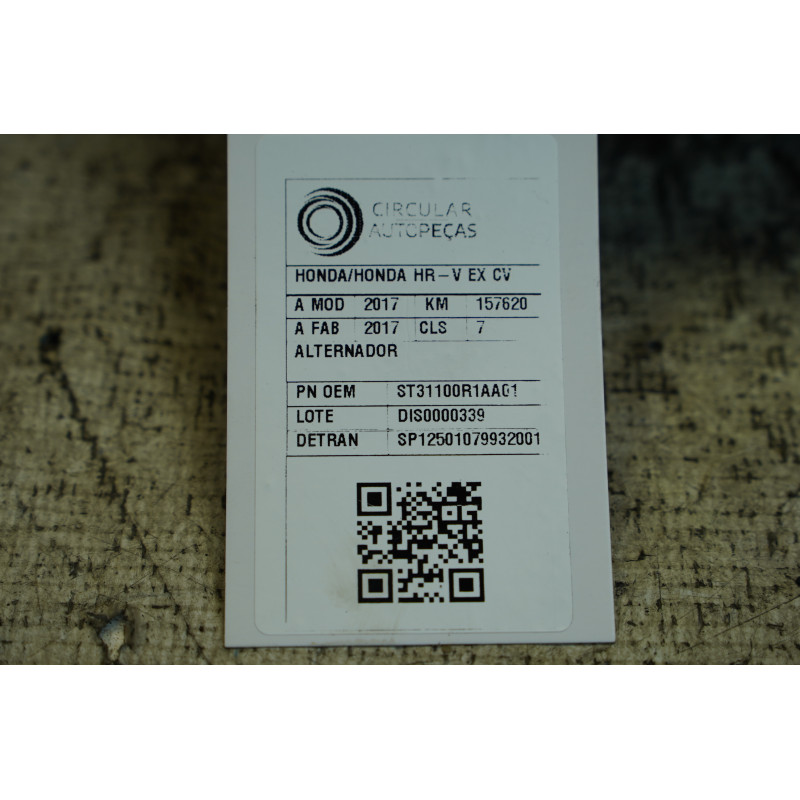 CIRCULAR
AUTOPEÇAS
HONDA/HONDA HR-V EX CV
A MOD 2017 KM 157620
A FAB 2017 CLS 7
ALTERNADOR
PN OEM ST31100R1AA01
LOTE DIS0000339
DETRAN SP12501079932001